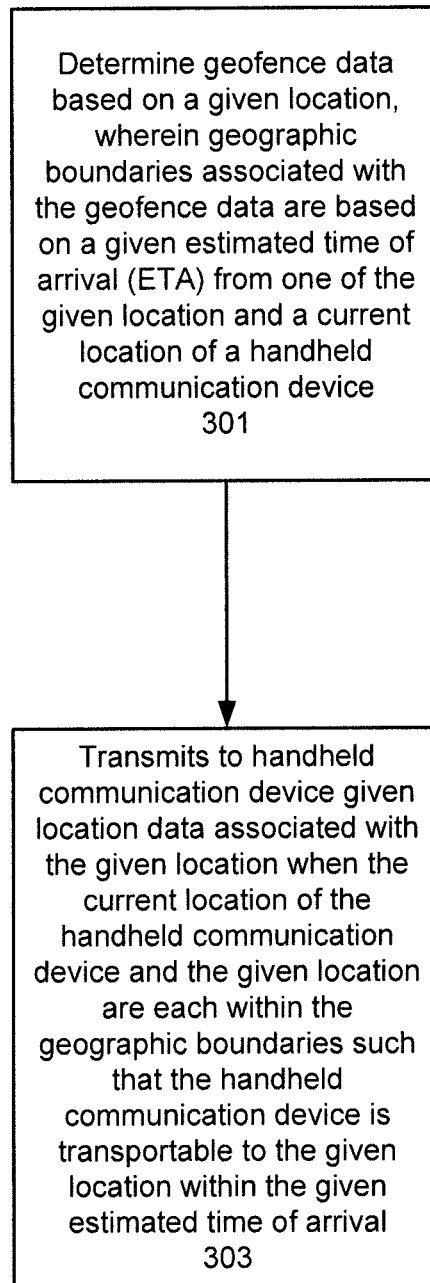 Determine geofence data
based on a given location,
wherein geographic
boundaries associated with
the geofence data are based
on a given estimated time of
arrival (ETA) from one of the
given location and a current
location of a handheld
communication device
301
Transmits to handheld
communication device given
location data associated with
the given location when the
current location of the
handheld communication
device and the given location
are each within the
geographic boundaries such
that the handheld
communication device is
transportable to the given
location within the given
estimated time of arrival
303